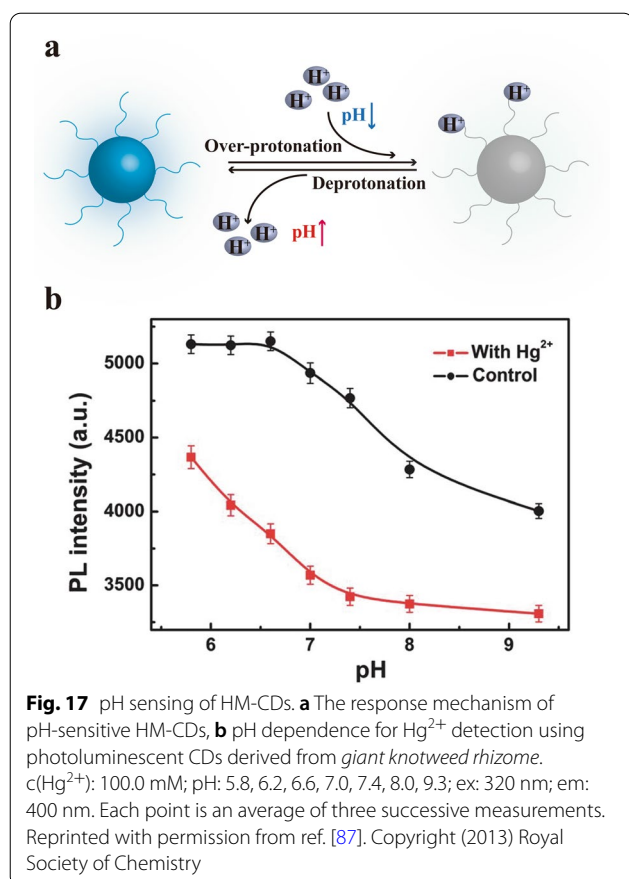 a
H⁺
H⁺ H⁺
H⁺
pH↓
H⁺
H⁺
Over-protonation
Deprotonation
H⁺
H⁺
H⁺
pH↑
b
With Hg²⁺
Control
PL intensity (a.u.)
5000
4500
4000
3500
6 7 8 9
pH
Fig. 17 pH sensing of HM-CDs. a The response mechanism of
pH-sensitive HM-CDs, b pH dependence for Hg²⁺ detection using
photoluminescent CDs derived from giant knotweed rhizome.
c(Hg²⁺): 100.0 mM; pH: 5.8, 6.2, 6.6, 7.0, 7.4, 8.0, 9.3; ex: 320 nm; em:
400 nm. Each point is an average of three successive measurements.
Reprinted with permission from ref. [87]. Copyright (2013) Royal
Society of Chemistry